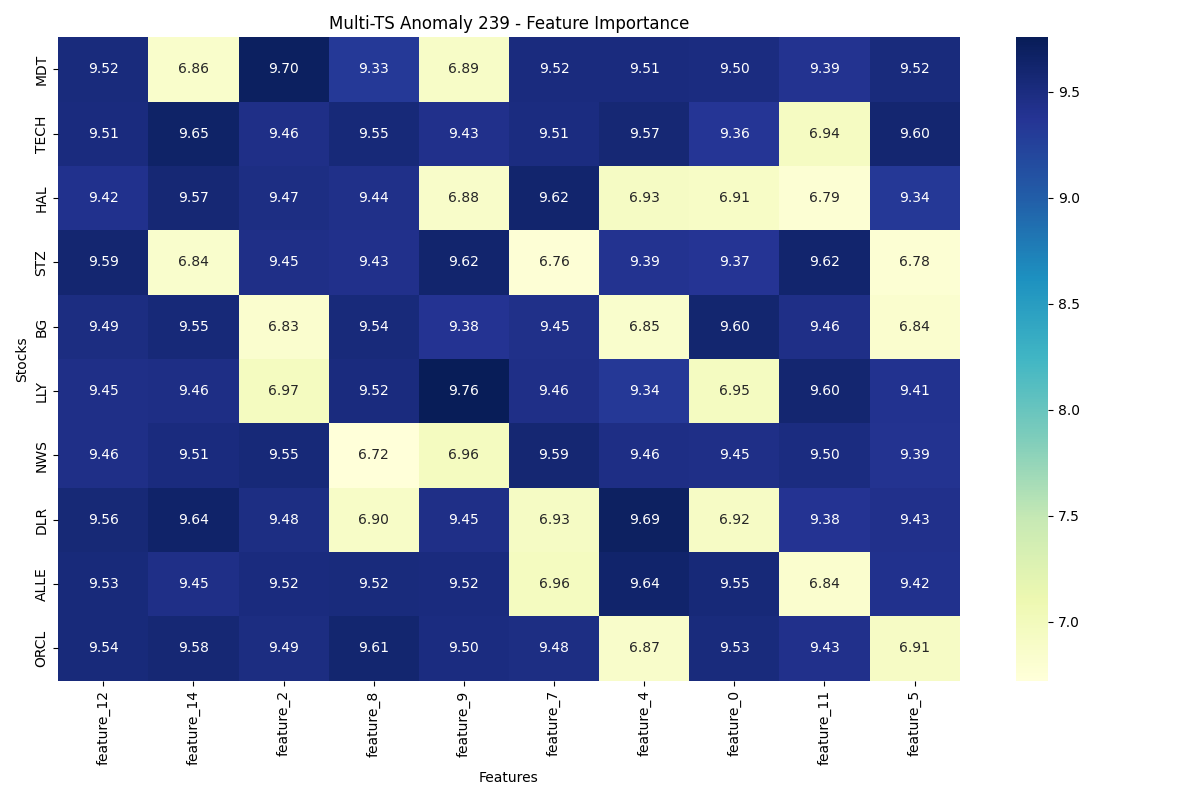 Multi-TS Anomaly 239 - Feature Importance
Stocks
MDT 9.52 6.86 9.70 9.33 6.89 9.52 9.51 9.50 9.39 9.52
TECH 9.51 9.65 9.46 9.55 9.43 9.51 9.57 9.36 6.94 9.60
HAL 9.42 9.57 9.47 9.44 6.88 9.62 6.93 6.91 6.79 9.34
STZ 9.59 6.84 9.45 9.43 9.62 6.76 9.39 9.37 9.62 6.78
BG 9.49 9.55 6.83 9.54 9.38 9.45 6.85 9.60 9.46 6.84
LLY 9.45 9.46 6.97 9.52 9.76 9.46 9.34 6.95 9.60 9.41
NWS 9.46 9.51 9.55 6.72 6.96 9.59 9.46 9.45 9.50 9.39
DLR 9.56 9.64 9.48 6.90 9.45 6.93 9.69 6.92 9.38 9.43
ALLE 9.53 9.45 9.52 9.52 9.52 6.96 9.64 9.55 6.84 9.42
ORCL 9.54 9.58 9.49 9.61 9.50 9.48 6.87 9.53 9.43 6.91
feature_12 feature_14 feature_2 feature_8 feature_9 feature_7 feature_4 feature_0 feature_11 feature_5
Features
9.5
9.0
8.5
8.0
7.5
7.0